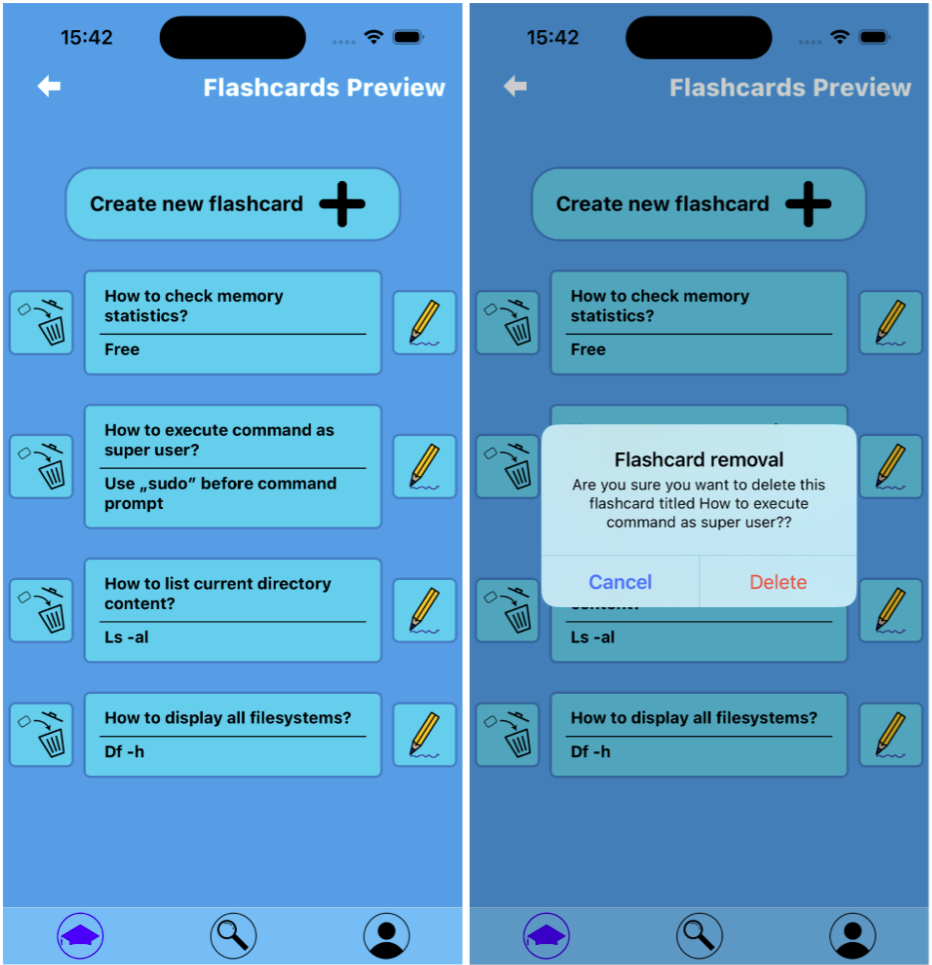 15:42
Flashcards Preview
Create new flashcard
How to check memory
statistics?
Free
How to execute command as
super user?
Use „sudo” before command
prompt
How to list current directory
content?
Ls -al
How to display all filesystems?
Df -h
15:42
Flashcards Preview
Create new flashcard
How to check memory
statistics?
Free
Flashcard removal
Are you sure you want to delete this
flashcard titled How to execute
command as super user??
Cancel
Delete
content?
Ls -al
How to display all filesystems?
Df -h